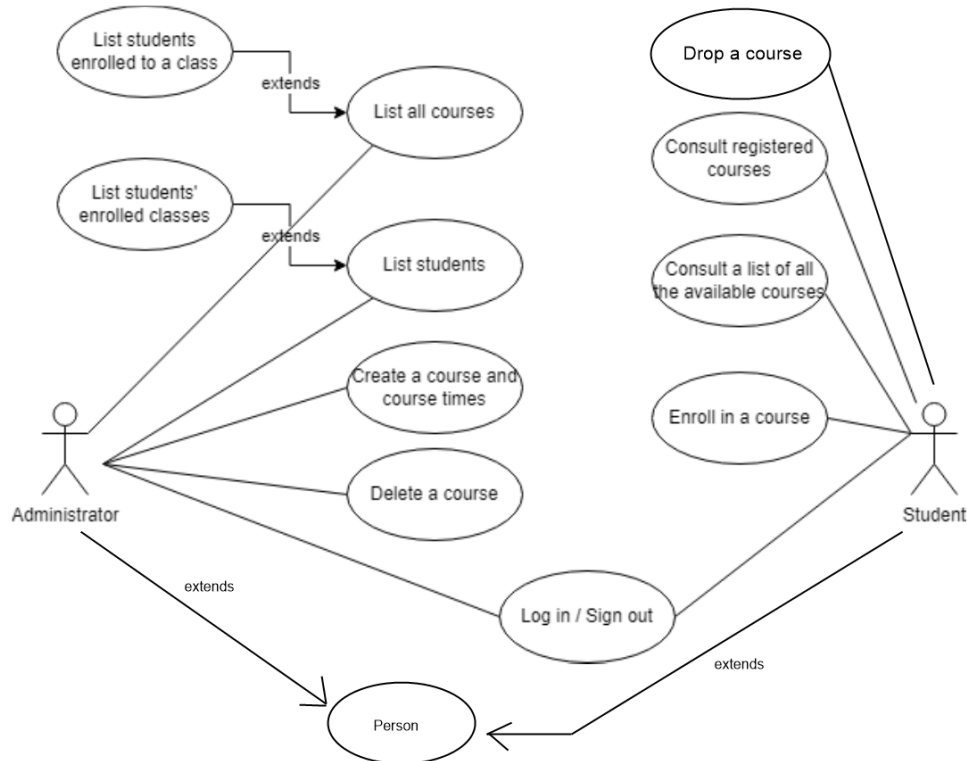 List students
enrolled to a class
extends
List all courses
List students'
enrolled classes
extends
List students
Create a course and
course times
Delete a course
Administrator
Drop a course
Consult registered
courses
Consult a list of all
the available courses
Enroll in a course
Student
Log in / Sign out
extends
extends
Person